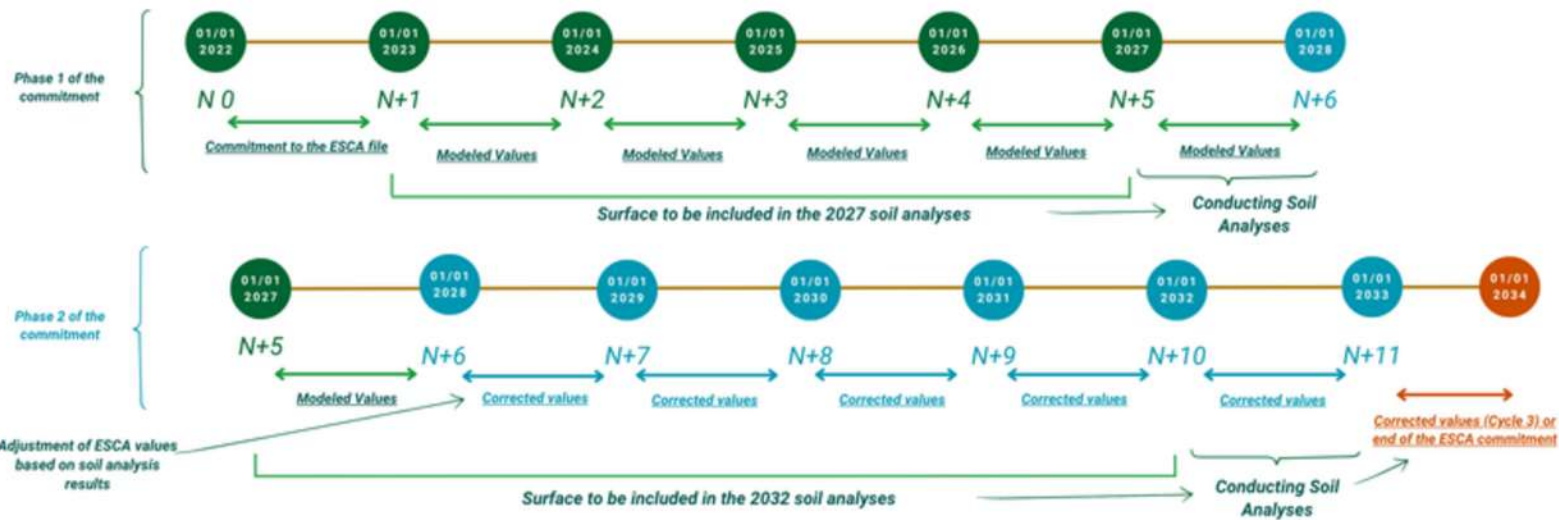 01/01 2022
01/01 2023
01/01 2024
01/01 2025
01/01 2026
01/01 2027
01/01 2028
Phase 1 of the
commitment
N 0
N+1
N+2
N+3
N+4
N+5
N+6
Commitment to the ESCA file
Modeled Values
Modeled Values
Modeled Values
Modeled Values
Modeled Values
Surface to be included in the 2027 soil analyses
Conducting Soil
Analyses
01/01 2027
01/01 2028
01/01 2029
01/01 2030
01/01 2031
01/01 2032
01/01 2033
01/01 2034
Phase 2 of the
commitment
N+5
N+6
N+7
N+8
N+9
N+10
N+11
Modeled Values
Corrected values
Corrected values
Corrected values
Corrected values
Corrected values
Corrected values (Cycle 3) or
end of the ESCA commitment
Adjustment of ESCA values
based on soil analysis
results
Surface to be included in the 2032 soil analyses
Conducting Soil
Analyses